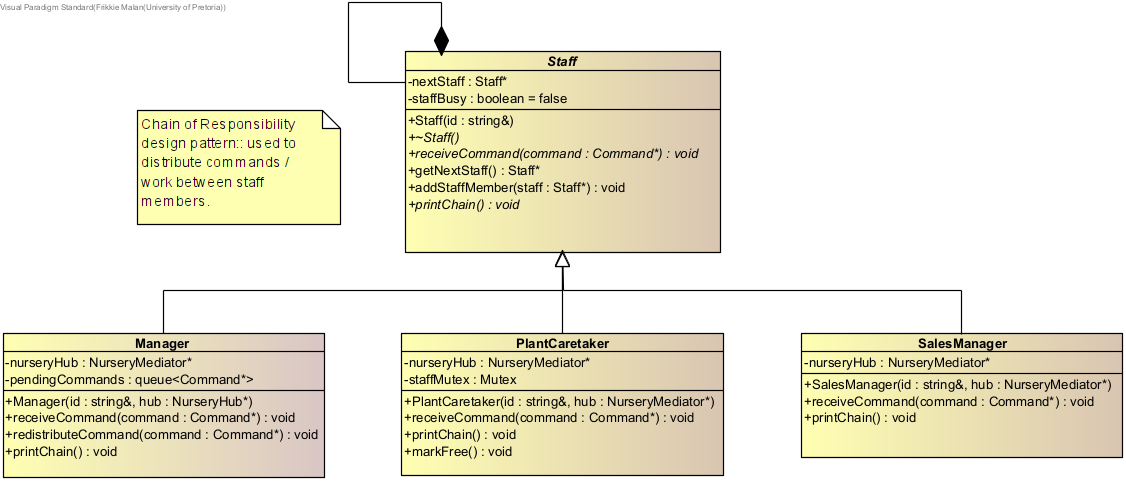 Visual Paradigm Standard(Frikkie Malan(University of Pretoria))
Staff
-nextStaff : Staff*
-staffBusy : boolean = false
+Staff(id : string&)
+~Staff()
+receiveCommand(command : Command*) : void
+getNextStaff() : Staff*
+addStaffMember(staff : Staff*) : void
+printChain() : void
Chain of Responsibility
design pattern:: used to
distribute commands /
work between staff
members.
Manager
-nurseryHub : NurseryMediator*
-pendingCommands : queue<Command*>
+Manager(id : string&, hub : NurseryHub*)
+receiveCommand(command : Command*) : void
+redistributeCommand(command : Command*) : void
+printChain() : void
PlantCaretaker
-nurseryHub : NurseryMediator*
-staffMutex : Mutex
+PlantCaretaker(id : string&, hub : NurseryMediator*)
+receiveCommand(command : Command*) : void
+printChain() : void
+markFree() : void
SalesManager
-nurseryHub : NurseryMediator*
+SalesManager(id : string&, hub : NurseryMediator*)
+receiveCommand(command : Command*) : void
+printChain() : void